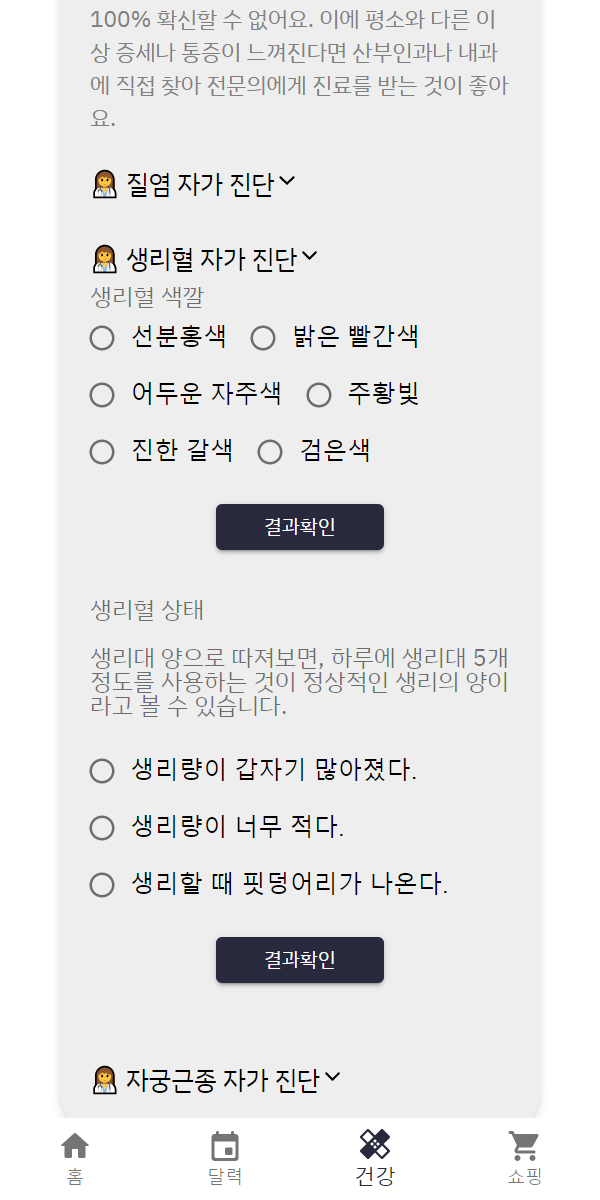 100% 확신할 수 없어요. 이에 평소와 다른 이
상 증세나 통증이 느껴진다면 산부인과나 내과
에 직접 찾아 전문의에게 진료를 받는 것이 좋아
요.
질염 자가 진단
생리혈 자가 진단
생리혈 색깔
선분홍색 밝은 빨간색
어두운 자주색 주황빛
진한 갈색 검은색
결과확인
생리혈 상태
생리대 양으로 따져보면, 하루에 생리대 5개
정도를 사용하는 것이 정상적인 생리의 양이
라고 볼 수 있습니다.
생리량이 갑자기 많아졌다.
생리량이 너무 적다.
생리할 때 핏덩어리가 나온다.
결과확인
자궁근종 자가 진단
홈 달력 건강 쇼핑